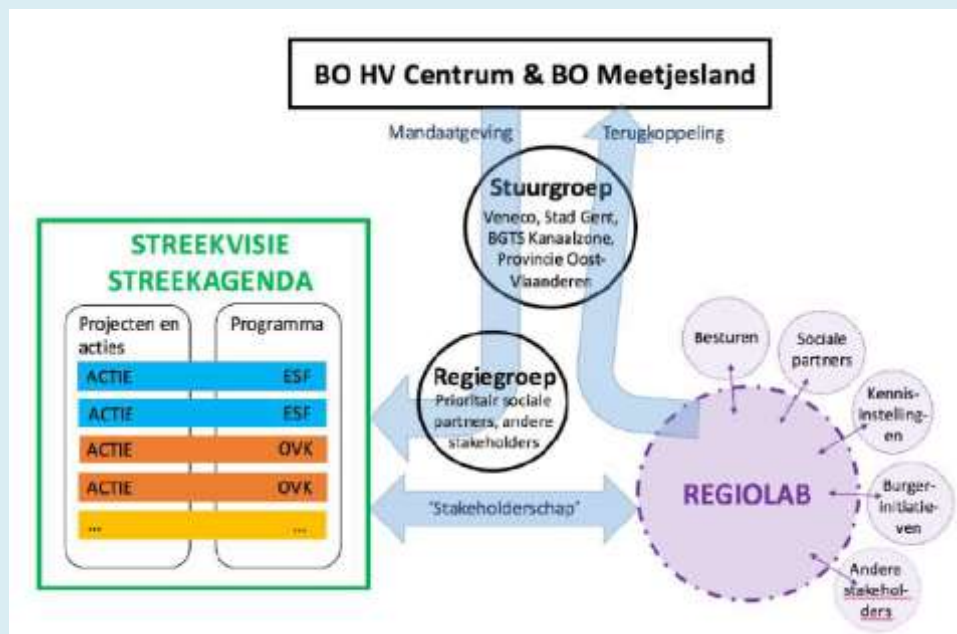 BO HV Centrum & BO Meetjesland
Mandaatgeving
Terugkoppeling
Stuurgroep
Veneco, Stad Gent,
BGTS Kanaalzone,
Provincie Oost-
Vlaanderen
STREEKVISIE
STREEKAGENDA
Projecten en
acties
Programma
ACTIE ESF
ACTIE ESF
ACTIE OVK
ACTIE OVK
... ...
Regiegroep
Prioritair sociale
partners, andere
stakeholders
"Stakeholderschap"
REGIOLAB
Besturen
Sociale
partners
Kennis-
instelling-
en
Burger-
initiatie-
ven
Andere
stakehol-
ders